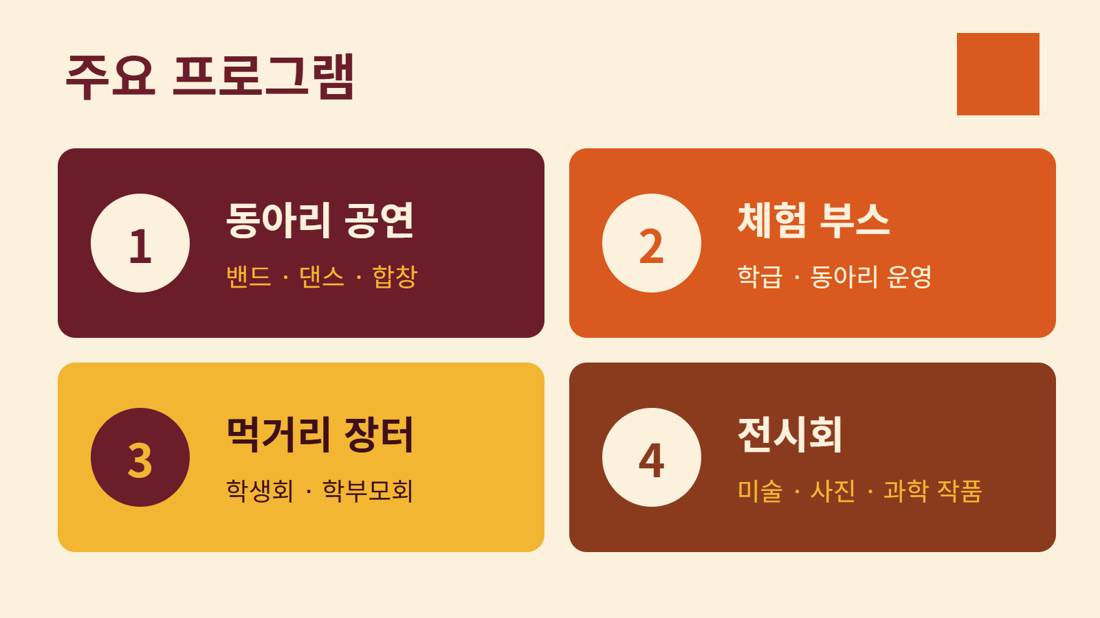 주요 프로그램
1
동아리 공연
밴드 · 댄스 · 합창
2
체험 부스
학급 · 동아리 운영
3
먹거리 장터
학생회 · 학부모회
4
전시회
미술 · 사진 · 과학 작품